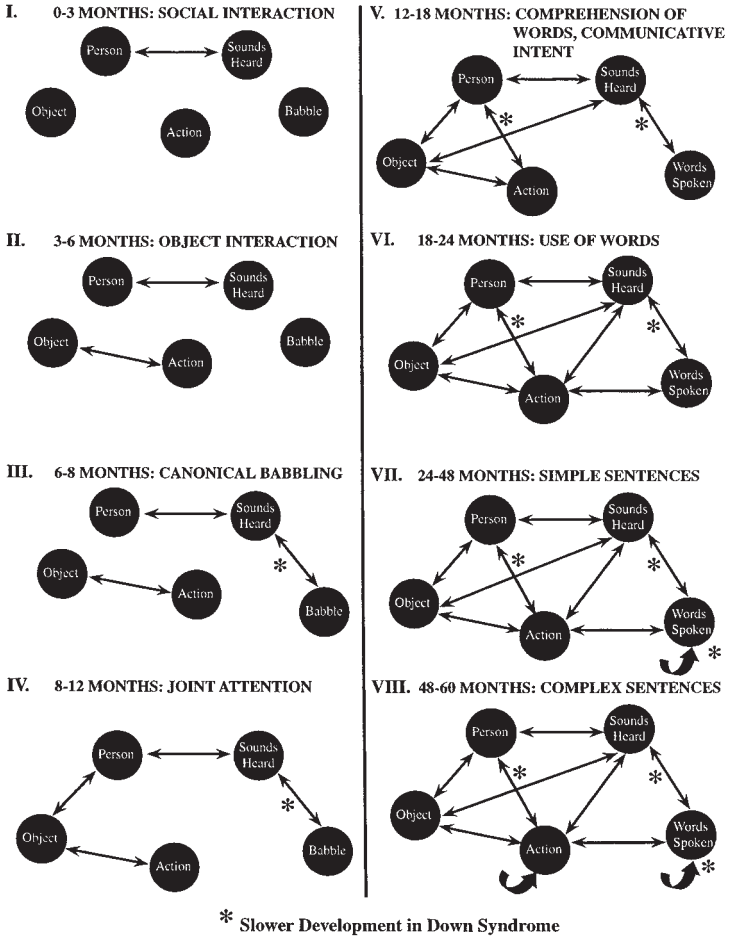 I. 0-3 MONTHS: SOCIAL INTERACTION
Person
Sounds
Heard
Object
Action
Babble
II. 3-6 MONTHS: OBJECT INTERACTION
Person
Sounds
Heard
Object
Action
Babble
III. 6-8 MONTHS: CANONICAL BABBLING
Person
Sounds
Heard
*
Object
Action
Babble
IV. 8-12 MONTHS: JOINT ATTENTION
Person
Sounds
Heard
*
Object
Action
Babble
V. 12-18 MONTHS: COMPREHENSION OF
WORDS, COMMUNICATIVE
INTENT
Person
Sounds
Heard
*
*
Object
Action
Words
Spoken
VI. 18-24 MONTHS: USE OF WORDS
Person
Sounds
Heard
*
*
Object
Action
Words
Spoken
VII. 24-48 MONTHS: SIMPLE SENTENCES
Person
Sounds
Heard
*
*
Object
Action
Words
Spoken
*
VIII. 48-60 MONTHS: COMPLEX SENTENCES
Person
Sounds
Heard
*
*
Object
Action
Words
Spoken
*
* Slower Development in Down Syndrome